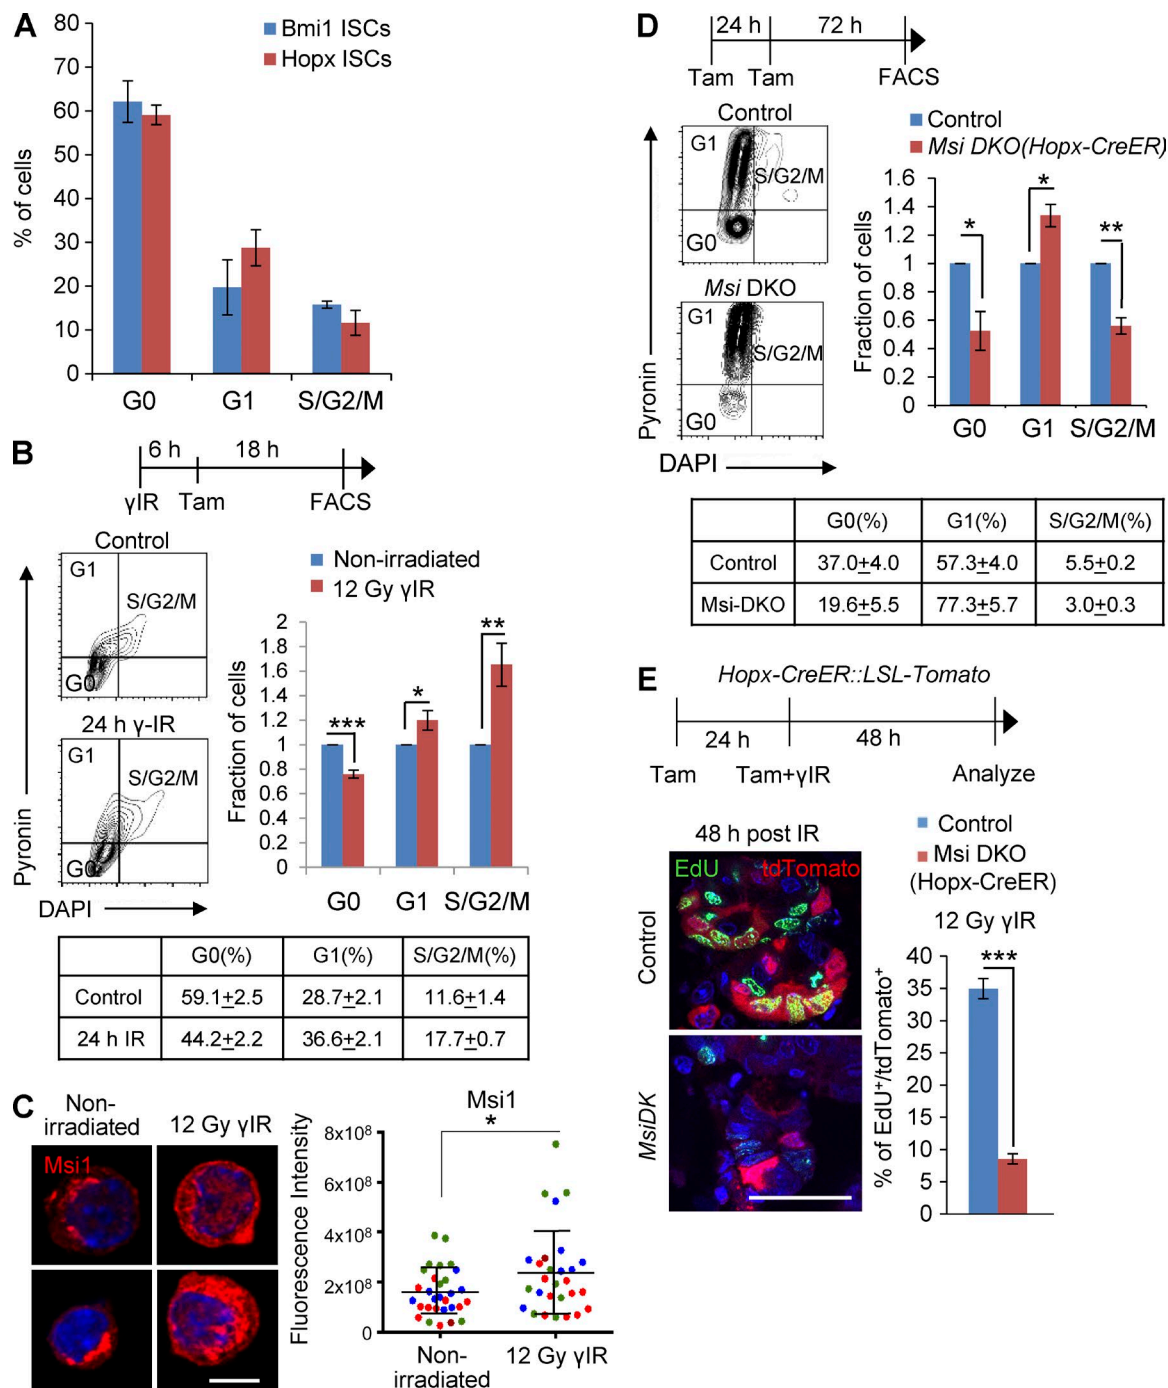 A
80
70
60
50
40
30
20
10
0
% of cells
Bmi1 ISCs
Hopx ISCs
G0 G1 S/G2/M
B
6 h 18 h
γIR Tam FACS
Control
G1
S/G2/M
G0
24 h γ-IR
G1
S/G2/M
G0
Pyronin
DAPI
Non-irradiated
12 Gy γIR
2
1.8
1.6
1.4
1.2
1
0.8
0.6
0.4
0.2
0
Fraction of cells
*** * **
G0 G1 S/G2/M
G0(%) G1(%) S/G2/M(%)
Control 59.1±2.5 28.7±2.1 11.6±1.4
24 h IR 44.2±2.2 36.6±2.1 17.7±0.7
C
Non-
irradiated
12 Gy γIR
Msi1
Msi1
*
8x10⁸
6x10⁸
4x10⁸
2x10⁸
0
Fluorescence Intensity
Non-
irradiated
12 Gy γIR
D
24 h 72 h
Tam Tam FACS
Control
G1
S/G2/M
G0
Msi DKO
G1
S/G2/M
G0
Pyronin
DAPI
Control
Msi DKO(Hopx-CreER)
1.6
1.4
1.2
1
0.8
0.6
0.4
0.2
0
Fraction of cells
* * **
G0 G1 S/G2/M
G0(%) G1(%) S/G2/M(%)
Control 37.0±4.0 57.3±4.0 5.5±0.2
Msi-DKO 19.6±5.5 77.3±5.7 3.0±0.3
E
Hopx-CreER::LSL-Tomato
24 h 48 h
Tam Tam+γIR Analyze
48 h post IR
EdU tdTomato
Control
MsiDK
Control
Msi DKO
(Hopx-CreER)
12 Gy γIR
***
40
35
30
25
20
15
10
5
0
% of EdU⁺/tdTomato⁺